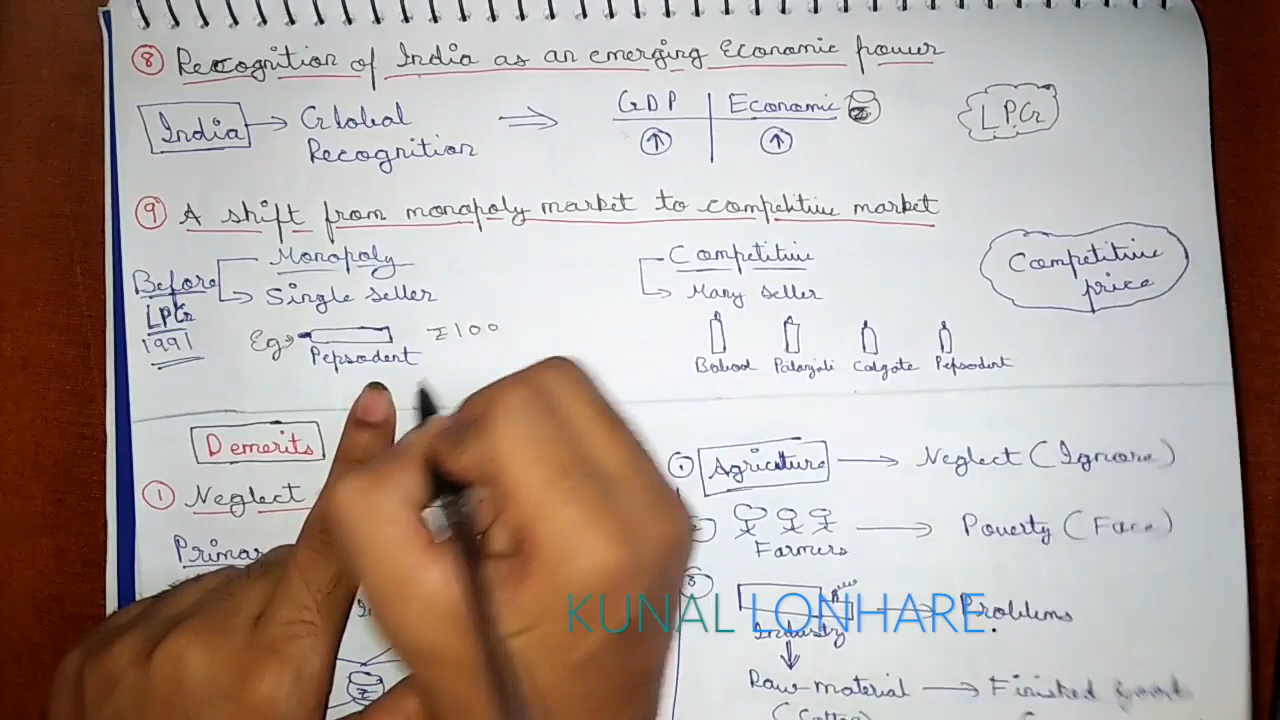 8 Recognition of India as an emerging Economic power
India → Global Recognition ⇒ GDP ↑ Economic ↑
LPG
9 A shift from monopoly market to competitive market
Before LPG 1991
Monopoly
Single seller
Eg→ Pepsodent ₹100
Competitive
Many seller
Babool Patanjali Colgate Pepsodent
Competitive price
Demerits
1 Neglect
1 Agriculture → Neglect (Ignore)
Farmers → Poverty (Face)
3 Industry → Problems
Raw material → Finished
KUNAL LONHARE.